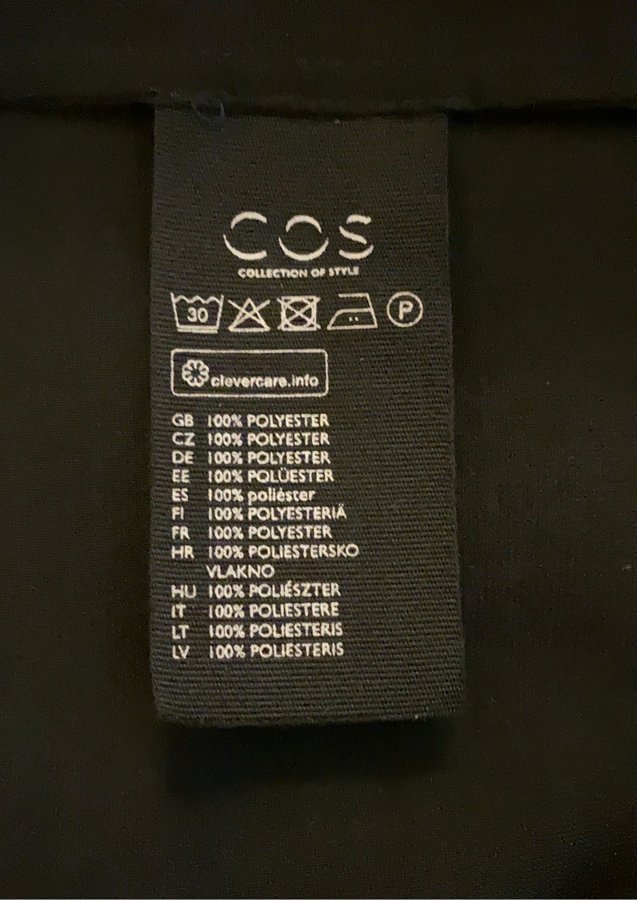 COS
COLLECTION OF STYLE
30 P
clevercare.info
GB 100% POLYESTER
CZ 100% POLYESTER
DE 100% POLYESTER
EE 100% POLÜESTER
ES 100% poliéster
FI 100% POLYESTERIÄ
FR 100% POLYESTER
HR 100% POLIESTERSKO
VLAKNO
HU 100% POLIÉSZTER
IT 100% POLIESTERE
LT 100% POLIESTERIS
LV 100% POLIESTERIS